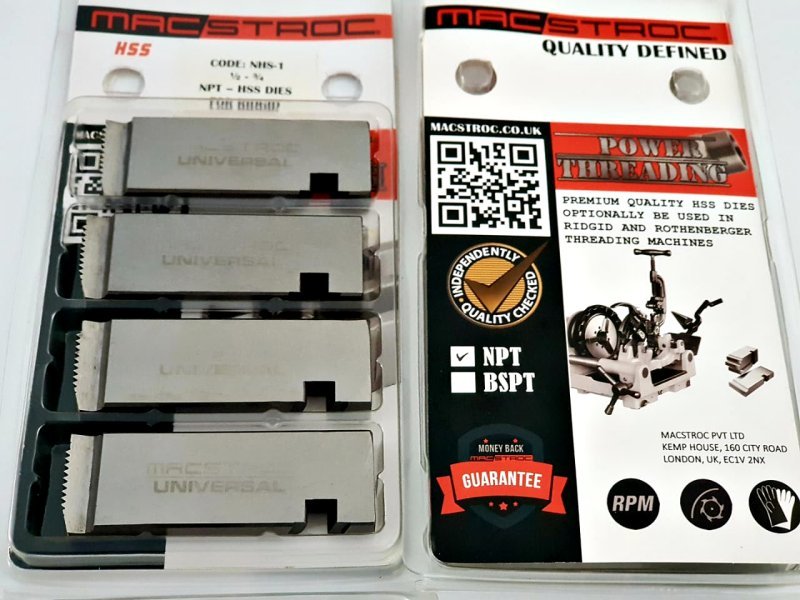 MACSTROC
HSS
CODE: NHS-1
½ - ¾
NPT – HSS DIES
MACSTROC
UNIVERSAL
UNIVERSAL
UNIVERSAL
MACSTROC
UNIVERSAL
MACSTROC
QUALITY DEFINED
MACSTROC.CO.UK
POWER
THREADING
PREMIUM QUALITY HSS DIES
OPTIONALLY BE USED IN
RIDGID AND ROTHENBERGER
THREADING MACHINES
INDEPENDENTLY
QUALITY CHECKED
NPT
BSPT
MONEY BACK
MACSTROC
GUARANTEE
MACSTROC PVT LTD
KEMP HOUSE, 160 CITY ROAD
LONDON, UK, EC1V 2NX
RPM